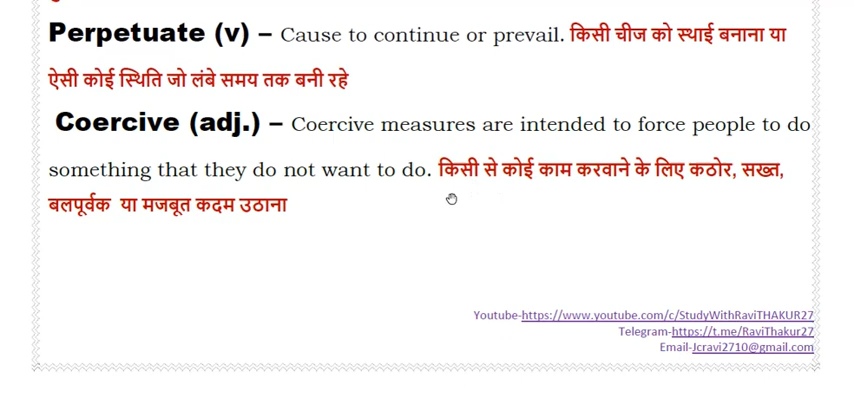 Perpetuate (v) – Cause to continue or prevail. किसी चीज को स्थाई बनाना या
ऐसी कोई स्थिति जो लंबे समय तक बनी रहे
Coercive (adj.) – Coercive measures are intended to force people to do
something that they do not want to do. किसी से कोई काम करवाने के लिए कठोर, सख्त,
बलपूर्वक या मजबूत कदम उठाना
Youtube-https://www.youtube.com/c/StudyWithRaviTHAKUR27
Telegram-https://t.me/RaviThakur27
Email-Jcravi2710@gmail.com